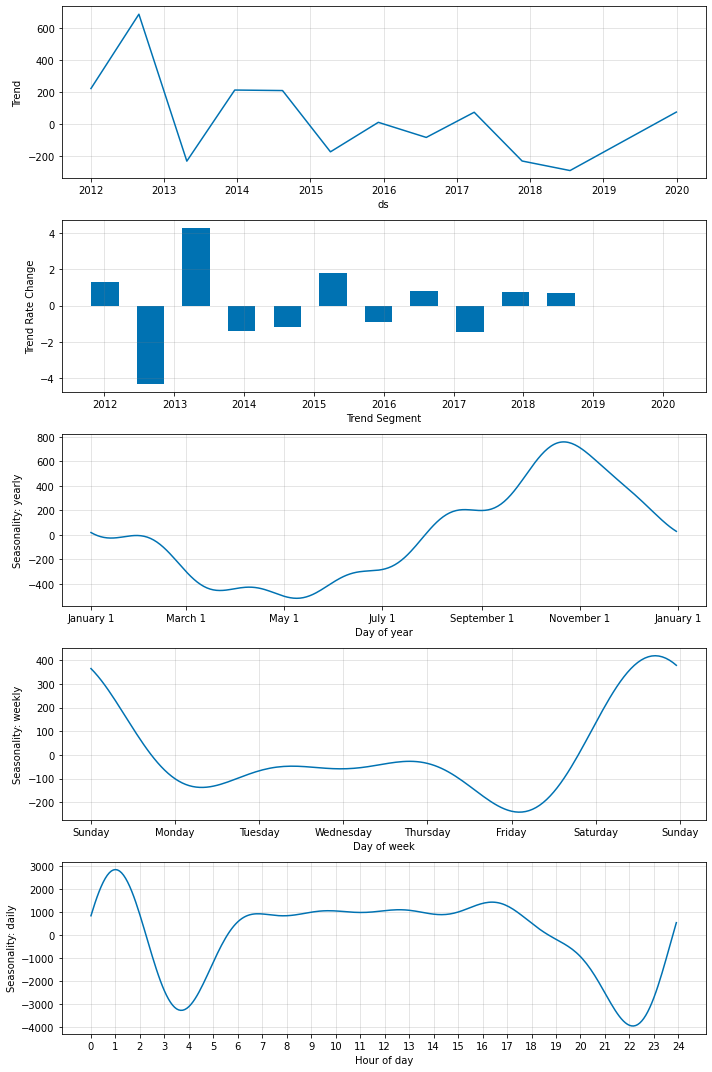 600
400
200
0
−200
Trend
2012 2013 2014 2015 2016 2017 2018 2019 2020
ds
4
2
0
−2
−4
Trend Rate Change
2012 2013 2014 2015 2016 2017 2018 2019 2020
Trend Segment
800
600
400
200
0
−200
−400
Seasonality: yearly
January 1 March 1 May 1 July 1 September 1 November 1 January 1
Day of year
400
300
200
100
0
−100
−200
Seasonality: weekly
Sunday Monday Tuesday Wednesday Thursday Friday Saturday Sunday
Day of week
3000
2000
1000
0
−1000
−2000
−3000
−4000
Seasonality: daily
0 1 2 3 4 5 6 7 8 9 10 11 12 13 14 15 16 17 18 19 20 21 22 23 24
Hour of day